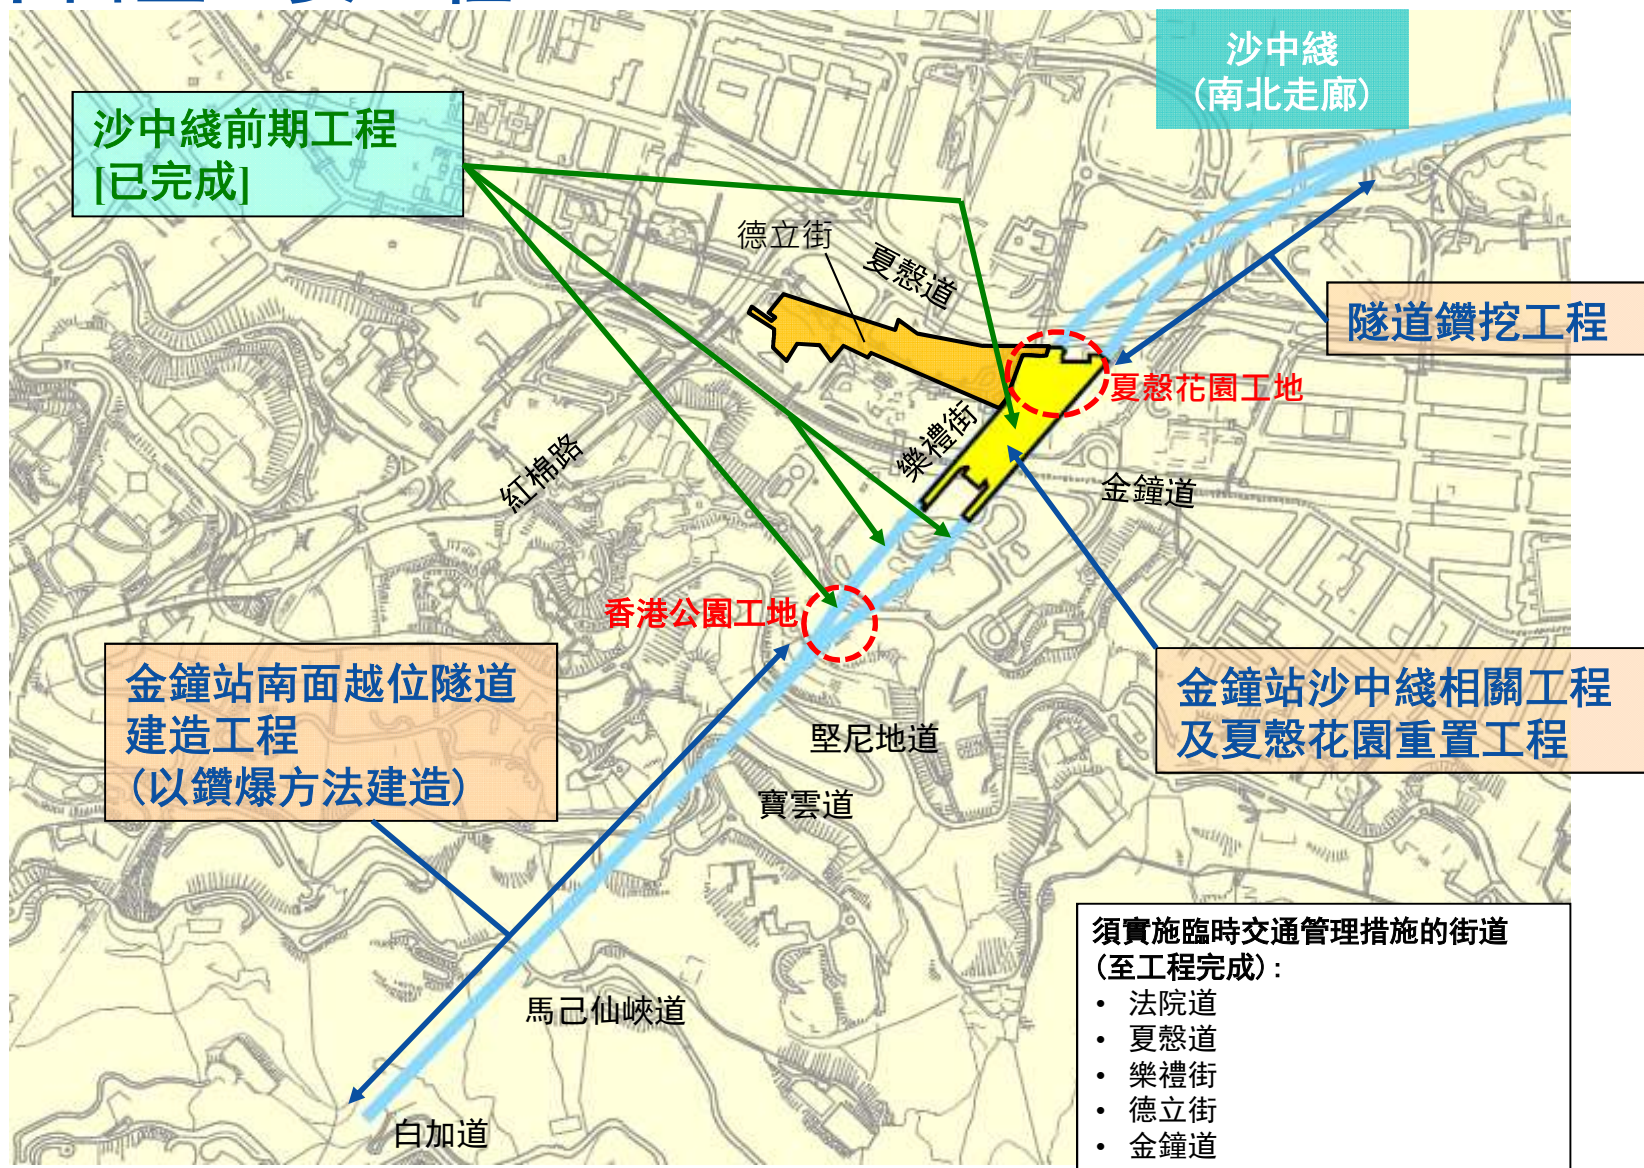 沙中綫
(南北走廊)
沙中綫前期工程
[已完成]
德立街
夏慤道
隧道鑽挖工程
夏慤花園工地
樂禮街
紅棉路
金鐘道
香港公園工地
金鐘站南面越位隧道
建造工程
(以鑽爆方法建造)
金鐘站沙中綫相關工程
及夏慤花園重置工程
堅尼地道
寶雲道
馬己仙峽道
白加道
須實施臨時交通管理措施的街道
(至工程完成):
• 法院道
• 夏慤道
• 樂禮街
• 德立街
• 金鐘道